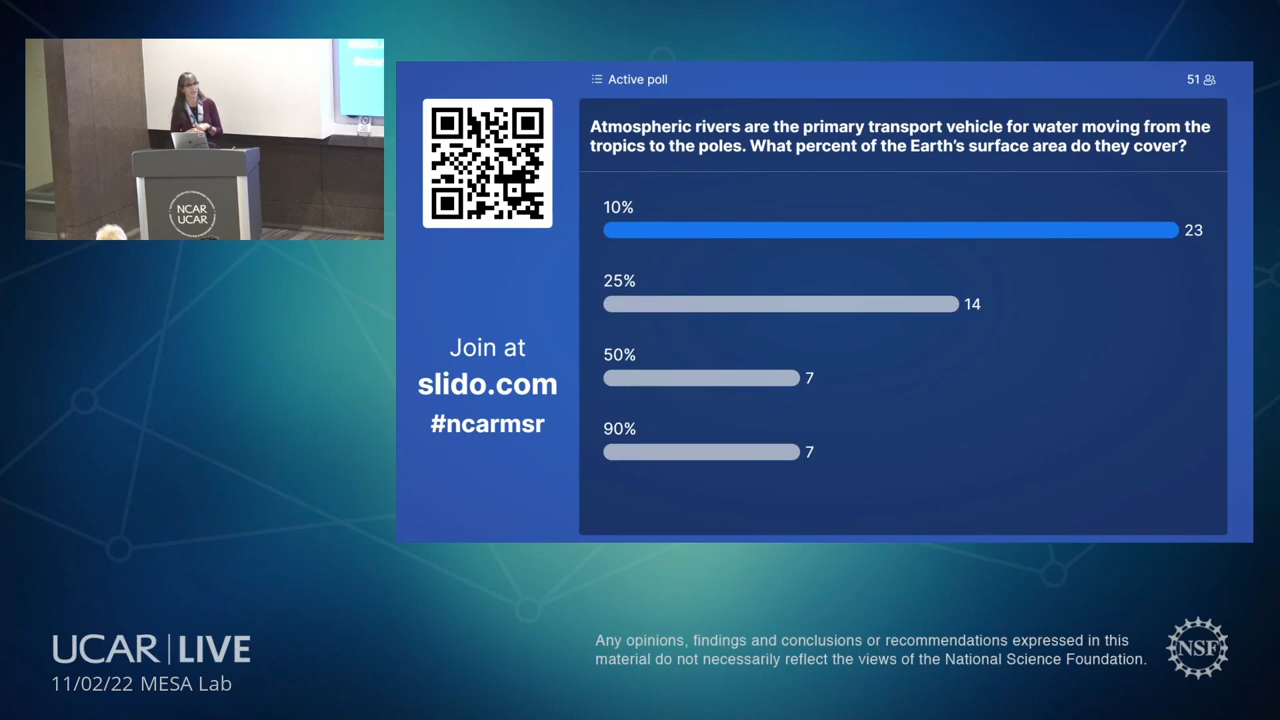 Active poll
51
Atmospheric rivers are the primary transport vehicle for water moving from the
tropics to the poles. What percent of the Earth's surface area do they cover?
10%
23
25%
14
50%
7
90%
7
Join at
slido.com
#ncarmsr
NCAR
UCAR
UCAR | LIVE
11/02/22 MESA Lab
Any opinions, findings and conclusions or recommendations expressed in this
material do not necessarily reflect the views of the National Science Foundation.
NSF